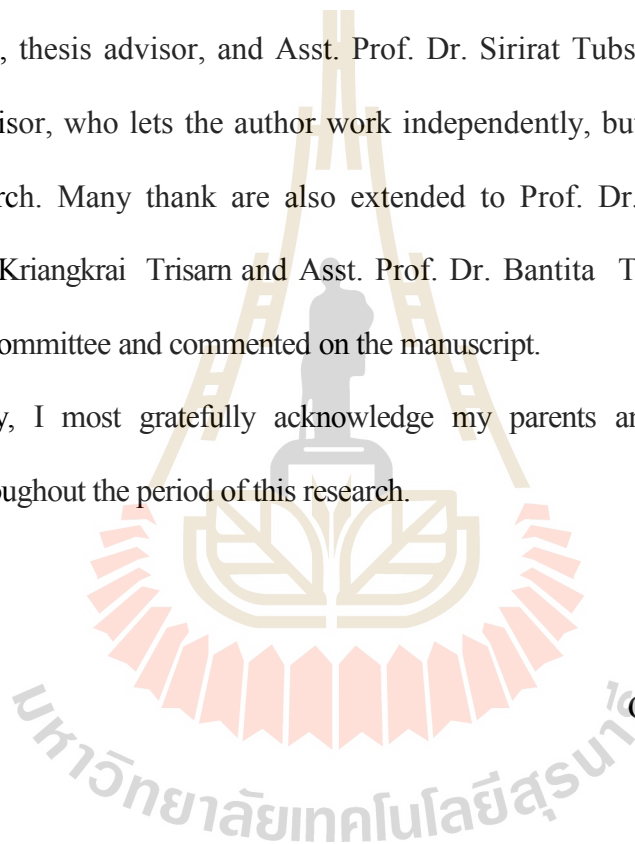 , thesis advisor, and Asst. Prof. Dr. Sirirat Tubs
isor, who lets the author work independently, but
rch. Many thank are also extended to Prof. Dr.
Kriangkrai Trisarn and Asst. Prof. Dr. Bantita T
ommittee and commented on the manuscript.
y, I most gratefully acknowledge my parents an
oughout the period of this research.
มหาวิทยาลัยเทคโนโลยีสุรนา